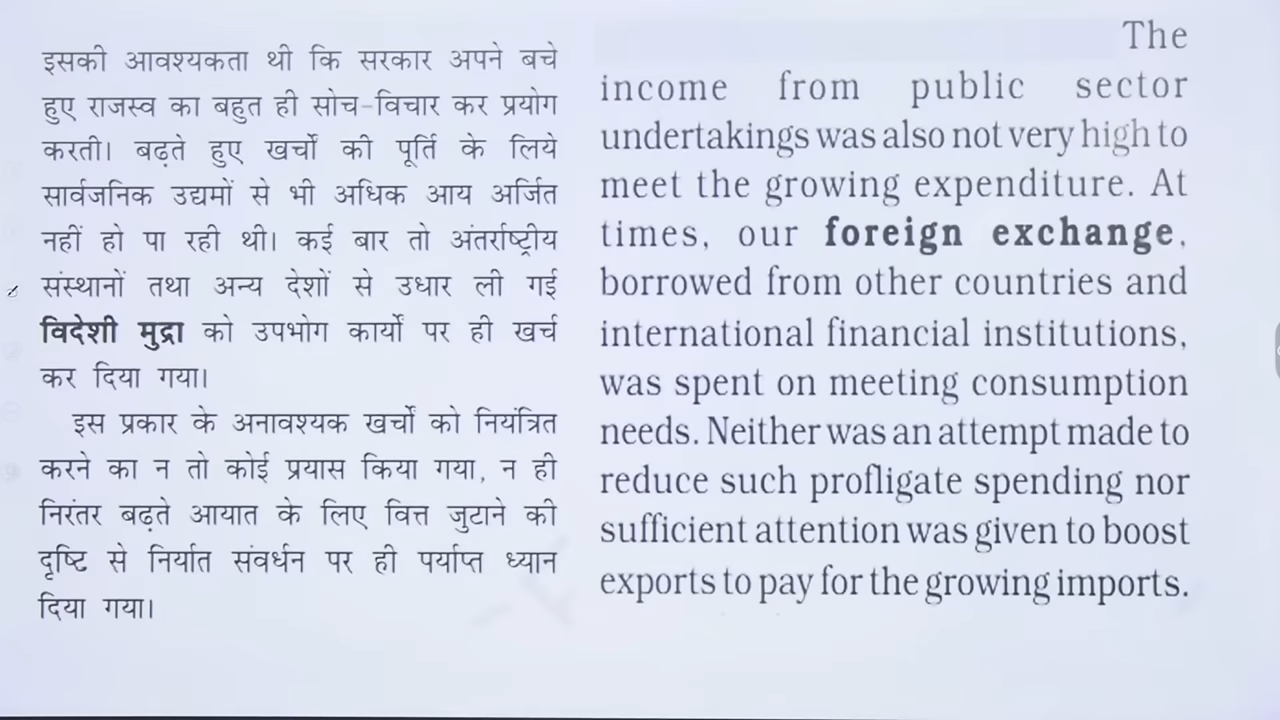 इसकी आवश्यकता थी कि सरकार अपने बचे
हुए राजस्व का बहुत ही सोच-विचार कर प्रयोग
करती। बढ़ते हुए खर्चों की पूर्ति के लिये
सार्वजनिक उद्यमों से भी अधिक आय अर्जित
नहीं हो पा रही थी। कई बार तो अंतर्राष्ट्रीय
संस्थानों तथा अन्य देशों से उधार ली गई
विदेशी मुद्रा को उपभोग कार्यों पर ही खर्च
कर दिया गया।
इस प्रकार के अनावश्यक खर्चों को नियंत्रित
करने का न तो कोई प्रयास किया गया, न ही
निरंतर बढ़ते आयात के लिए वित्त जुटाने की
दृष्टि से निर्यात संवर्धन पर ही पर्याप्त ध्यान
दिया गया।
The
income from public sector
undertakings was also not very high to
meet the growing expenditure. At
times, our foreign exchange,
borrowed from other countries and
international financial institutions,
was spent on meeting consumption
needs. Neither was an attempt made to
reduce such profligate spending nor
sufficient attention was given to boost
exports to pay for the growing imports.